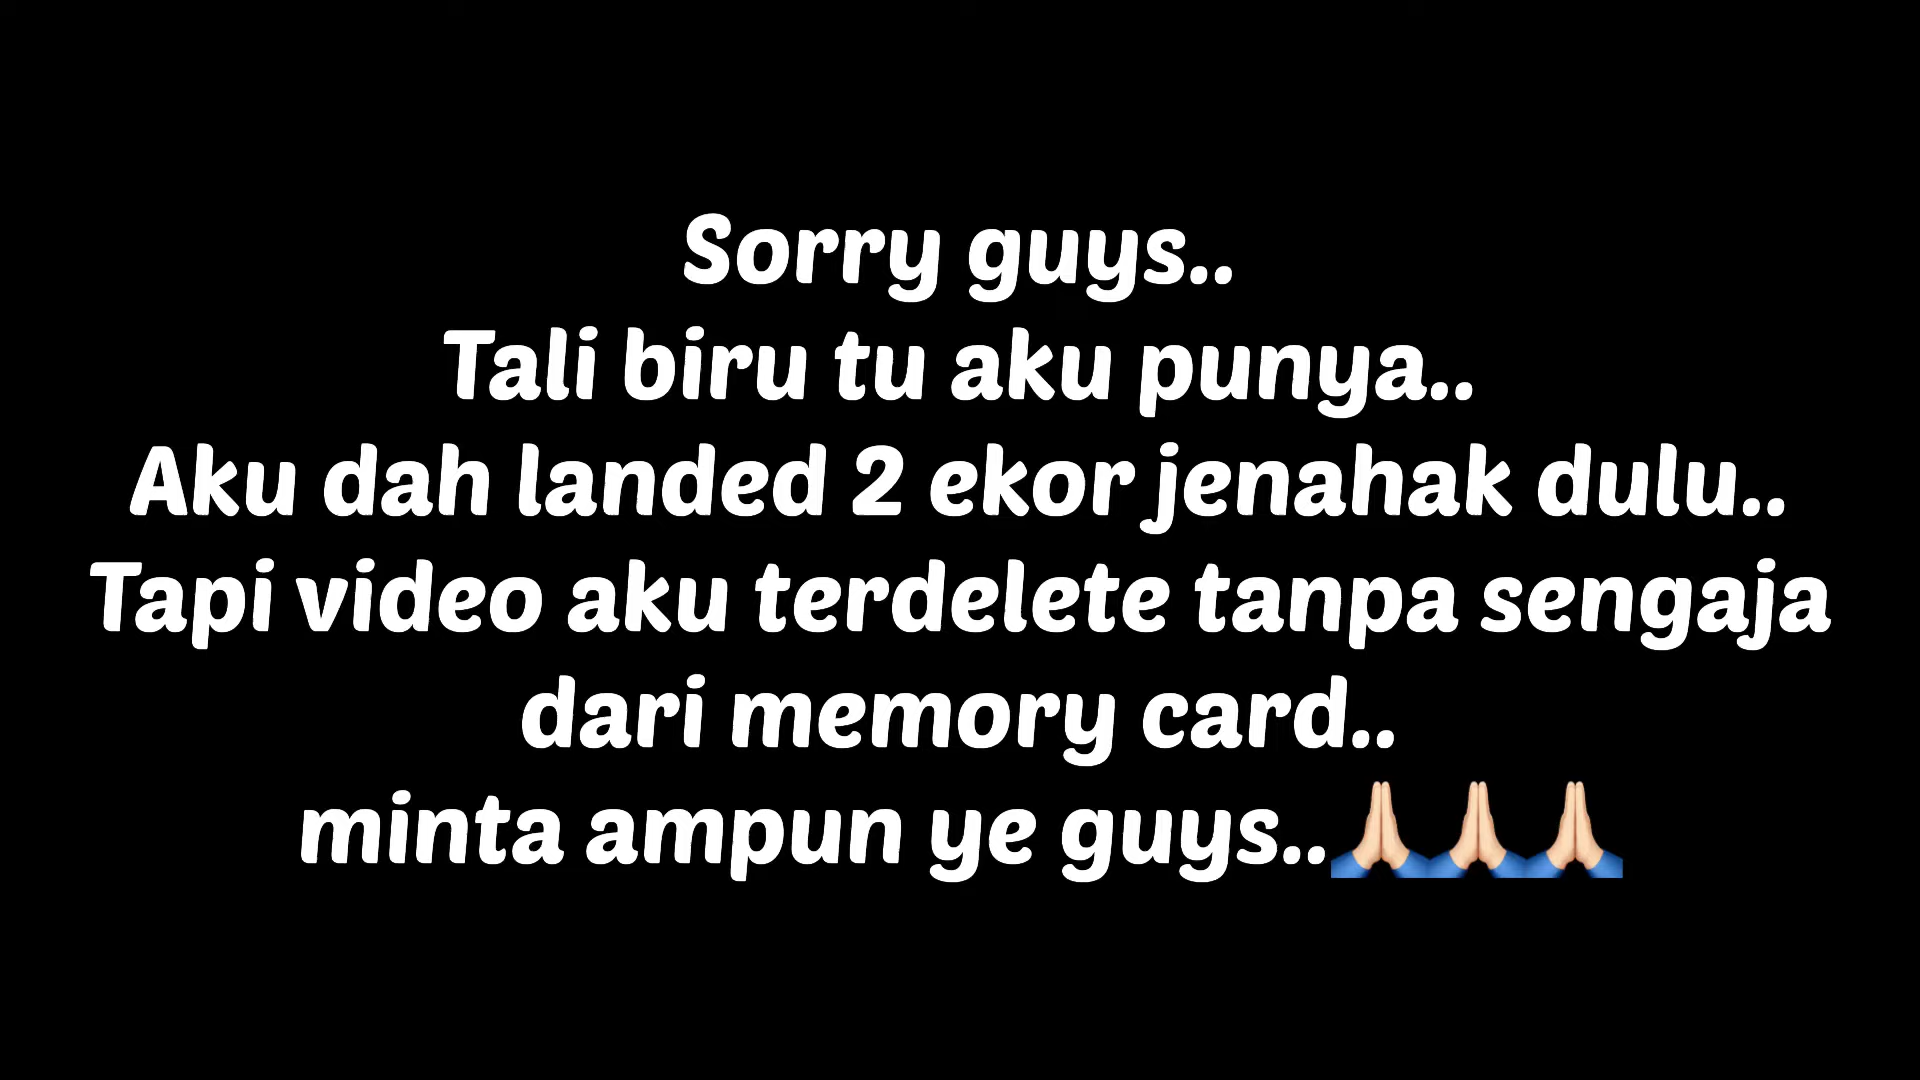 Sorry guys..
Tali biru tu aku punya..
Aku dah landed 2 ekor jenahak dulu..
Tapi video aku terdelete tanpa sengaja
dari memory card..
minta ampun ye guys..🙏🏻🙏🏻🙏🏻